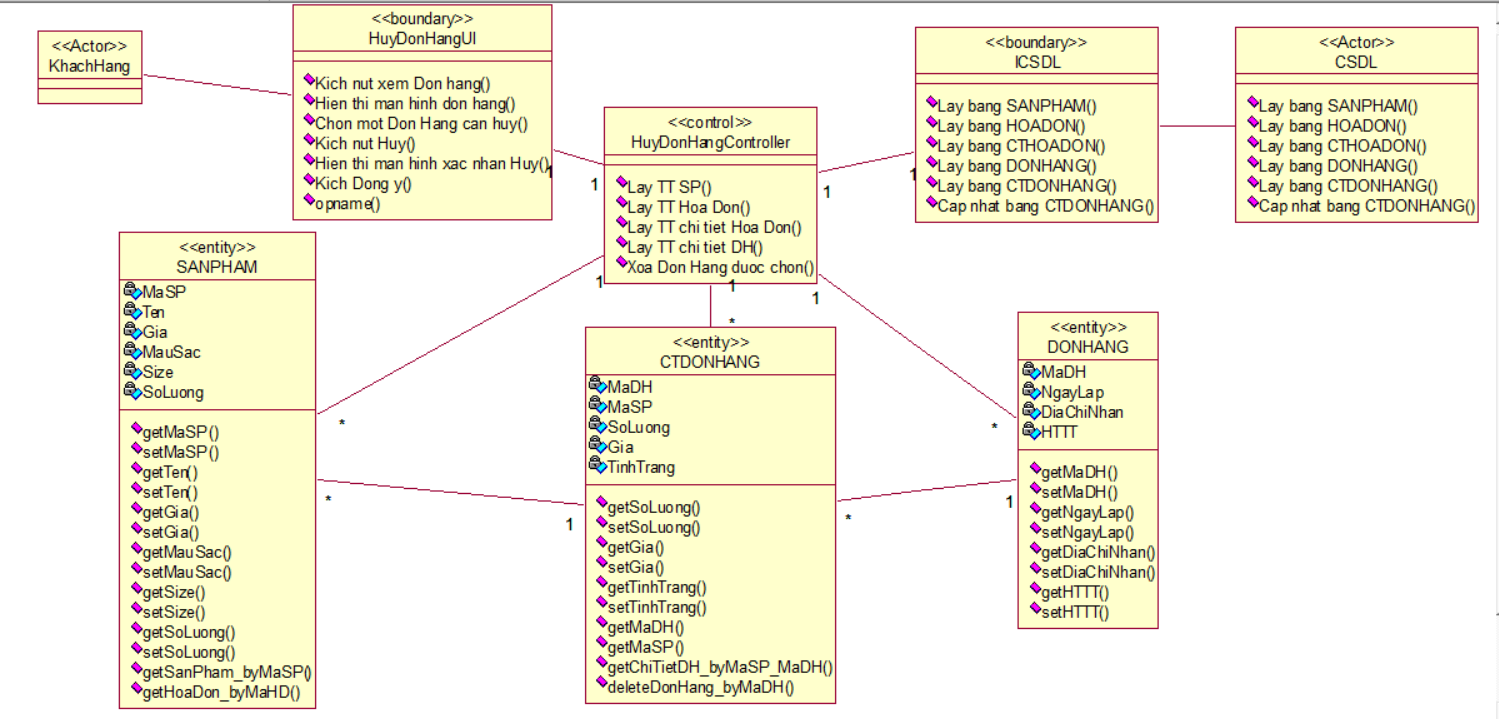 <<Actor>>
KhachHang
<<boundary>>
HuyDonHangUI
Kich nut xem Don hang()
Hien thi man hinh don hang()
Chon mot Don Hang can huy()
Kich nut Huy()
Hien thi man hinh xac nhan Huy()
Kich Dong y()
opname()
1
1
<<control>>
HuyDonHangController
Lay TT SP()
Lay TT Hoa Don()
Lay TT chi tiet Hoa Don()
Lay TT chi tiet DH()
Xoa Don Hang duoc chon()
1
1
<<boundary>>
ICSDL
Lay bang SANPHAM()
Lay bang HOADON()
Lay bang CTHOADON()
Lay bang DONHANG()
Lay bang CTDONHANG()
Cap nhat bang CTDONHANG()
<<Actor>>
CSDL
Lay bang SANPHAM()
Lay bang HOADON()
Lay bang CTHOADON()
Lay bang DONHANG()
Lay bang CTDONHANG()
Cap nhat bang CTDONHANG()
1
1
1
<<entity>>
SANPHAM
MaSP
Ten
Gia
MauSac
Size
SoLuong
getMaSP()
setMaSP()
getTen()
setTen()
getGia()
setGia()
getMauSac()
setMauSac()
getSize()
setSize()
getSoLuong()
setSoLuong()
getSanPham_byMaSP()
getHoaDon_byMaHD()
*
*
1
*
<<entity>>
CTDONHANG
MaDH
MaSP
SoLuong
Gia
TinhTrang
getSoLuong()
setSoLuong()
getGia()
setGia()
getTinhTrang()
setTinhTrang()
getMaDH()
getMaSP()
getChiTietDH_byMaSP_MaDH()
deleteDonHang_byMaDH()
*
*
1
<<entity>>
DONHANG
MaDH
NgayLap
DiaChiNhan
HTTT
getMaDH()
setMaDH()
getNgayLap()
setNgayLap()
getDiaChiNhan()
setDiaChiNhan()
getHTTT()
setHTTT()